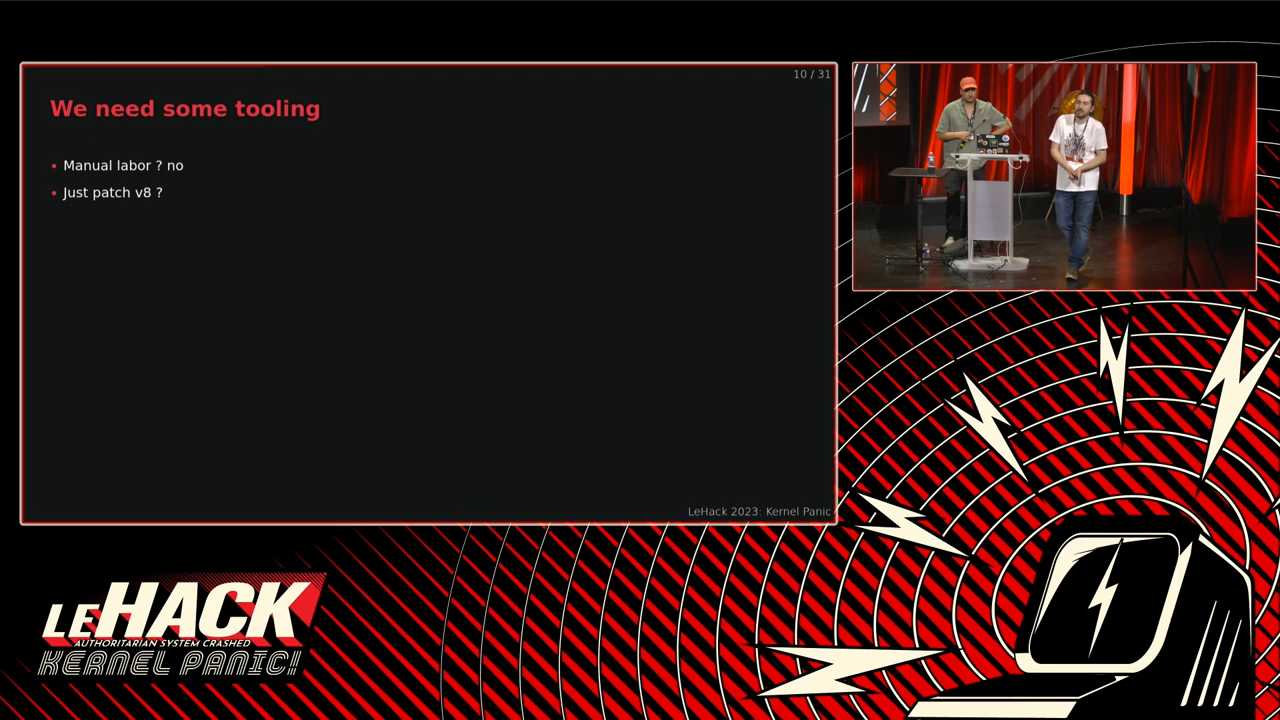 10 / 31
We need some tooling
Manual labor ? no
Just patch v8 ?
LeHack 2023: Kernel Panic
LEHACK
AUTHORITARIAN SYSTEM CRASHED
KERNEL PANIC!